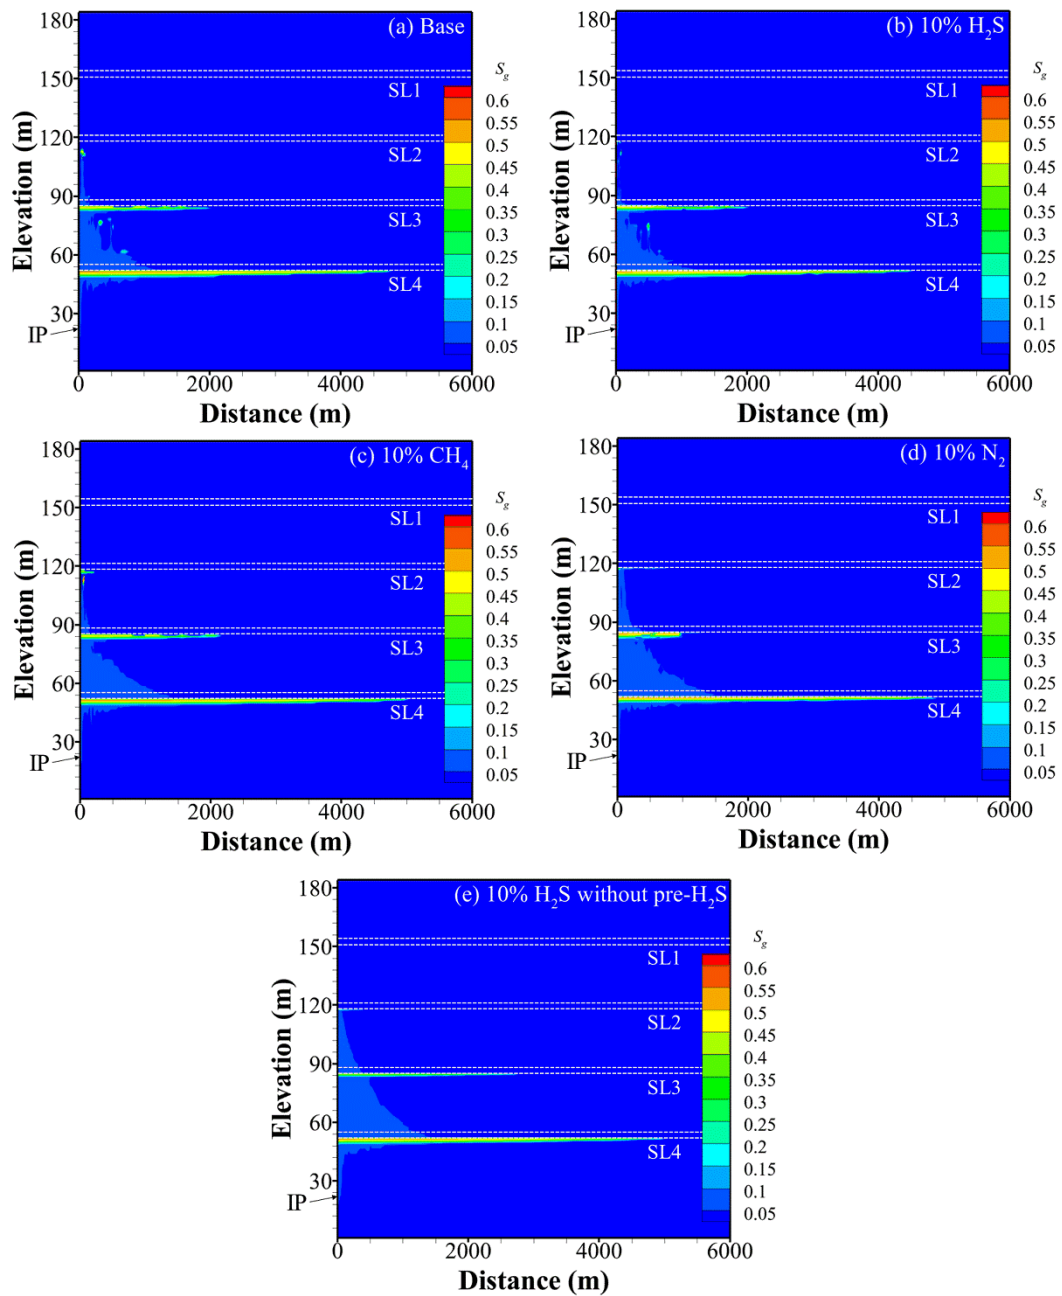 (a) Base
Elevation (m)
180
150
120
90
60
30
IP
SL1
SL2
SL3
SL4
Sg
0.6
0.55
0.5
0.45
0.4
0.35
0.3
0.25
0.2
0.15
0.1
0.05
0 2000 4000 6000
Distance (m)
(b) 10% H₂S
Elevation (m)
180
150
120
90
60
30
IP
SL1
SL2
SL3
SL4
Sg
0.6
0.55
0.5
0.45
0.4
0.35
0.3
0.25
0.2
0.15
0.1
0.05
0 2000 4000 6000
Distance (m)
(c) 10% CH₄
Elevation (m)
180
150
120
90
60
30
IP
SL1
SL2
SL3
SL4
Sg
0.6
0.55
0.5
0.45
0.4
0.35
0.3
0.25
0.2
0.15
0.1
0.05
0 2000 4000 6000
Distance (m)
(d) 10% N₂
Elevation (m)
180
150
120
90
60
30
IP
SL1
SL2
SL3
SL4
Sg
0.6
0.55
0.5
0.45
0.4
0.35
0.3
0.25
0.2
0.15
0.1
0.05
0 2000 4000 6000
Distance (m)
(e) 10% H₂S without pre-H₂S
Elevation (m)
180
150
120
90
60
30
IP
SL1
SL2
SL3
SL4
Sg
0.6
0.55
0.5
0.45
0.4
0.35
0.3
0.25
0.2
0.15
0.1
0.05
0 2000 4000 6000
Distance (m)